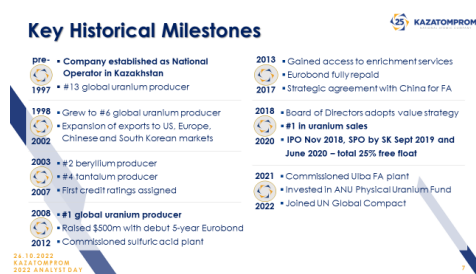 Key Historical Milestones
25 KAZATOMPROM
pre-
1997
▪ Company established as National
Operator in Kazakhstan
▪ #13 global uranium producer
1998
2002
▪ Grew to #6 global uranium producer
▪ Expansion of exports to US, Europe,
Chinese and South Korean markets
2003
2007
▪ #2 beryllium producer
▪ #4 tantalum producer
▪ First credit ratings assigned
2008
2012
▪ #1 global uranium producer
▪ Raised $500m with debut 5-year Eurobond
▪ Commissioned sulfuric acid plant
2013
2017
▪ Gained access to enrichment services
▪ Eurobond fully repaid
▪ Strategic agreement with China for FA
2018
2020
▪ Board of Directors adopts value strategy
▪ #1 in uranium sales
▪ IPO Nov 2018, SPO by SK Sept 2019 and
June 2020 – total 25% free float
2021
2022
▪ Commissioned Ulba FA plant
▪ Invested in ANU Physical Uranium Fund
▪ Joined UN Global Compact
26.10.2022
KAZATOMPROM
2022 ANALYST DAY